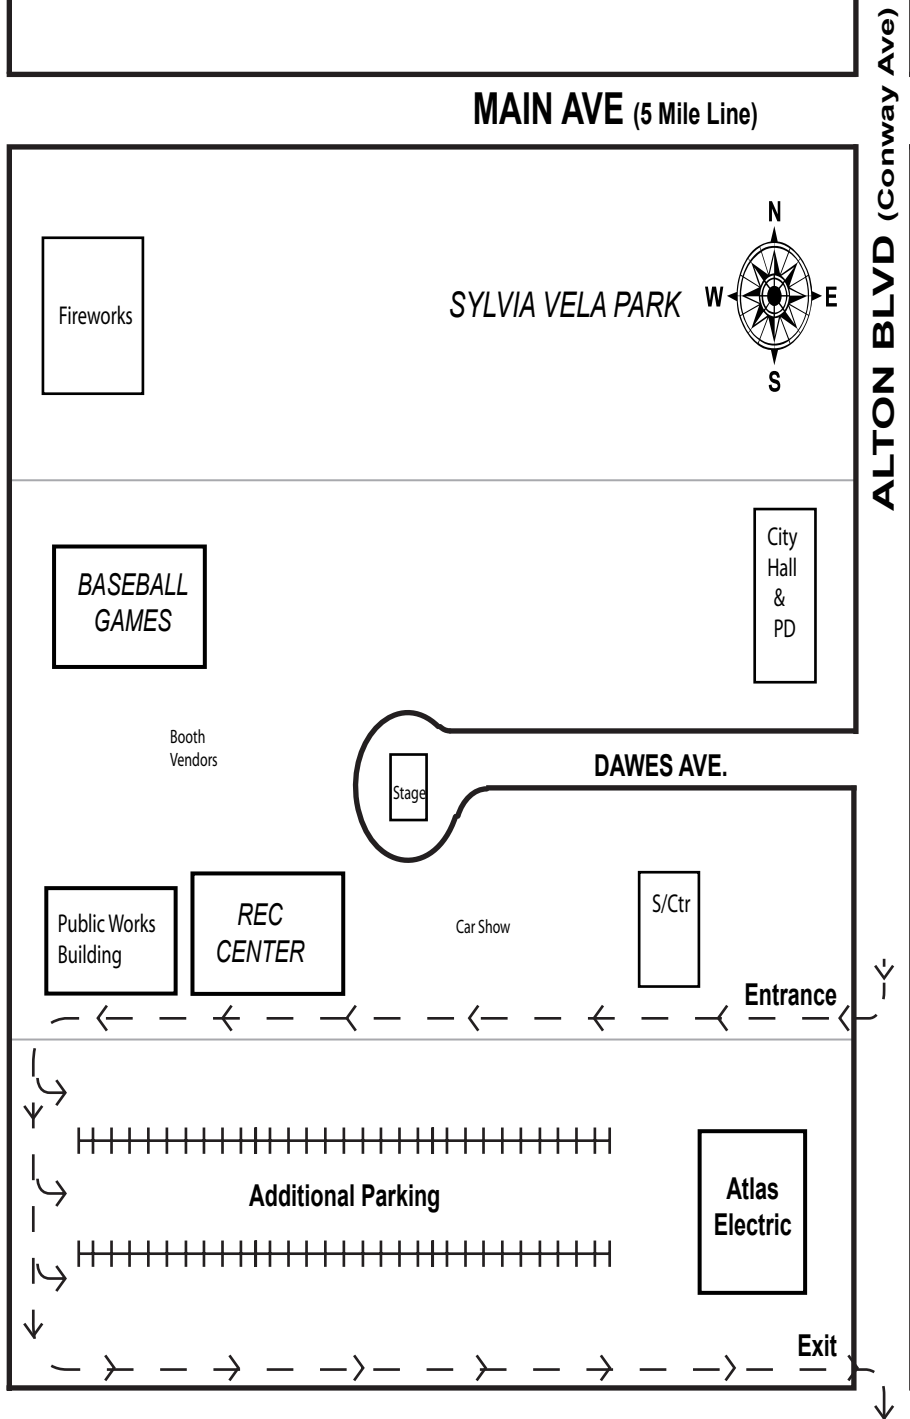 MAIN AVE (5 Mile Line)
ALTON BLVD (Conway Ave)
N
W
E
S
SYLVIA VELA PARK
Fireworks
City
Hall
&
PD
BASEBALL
GAMES
Booth
Vendors
DAWES AVE.
Stage
Public Works
Building
REC
CENTER
Car Show
S/Ctr
Entrance
Additional Parking
Atlas
Electric
Exit